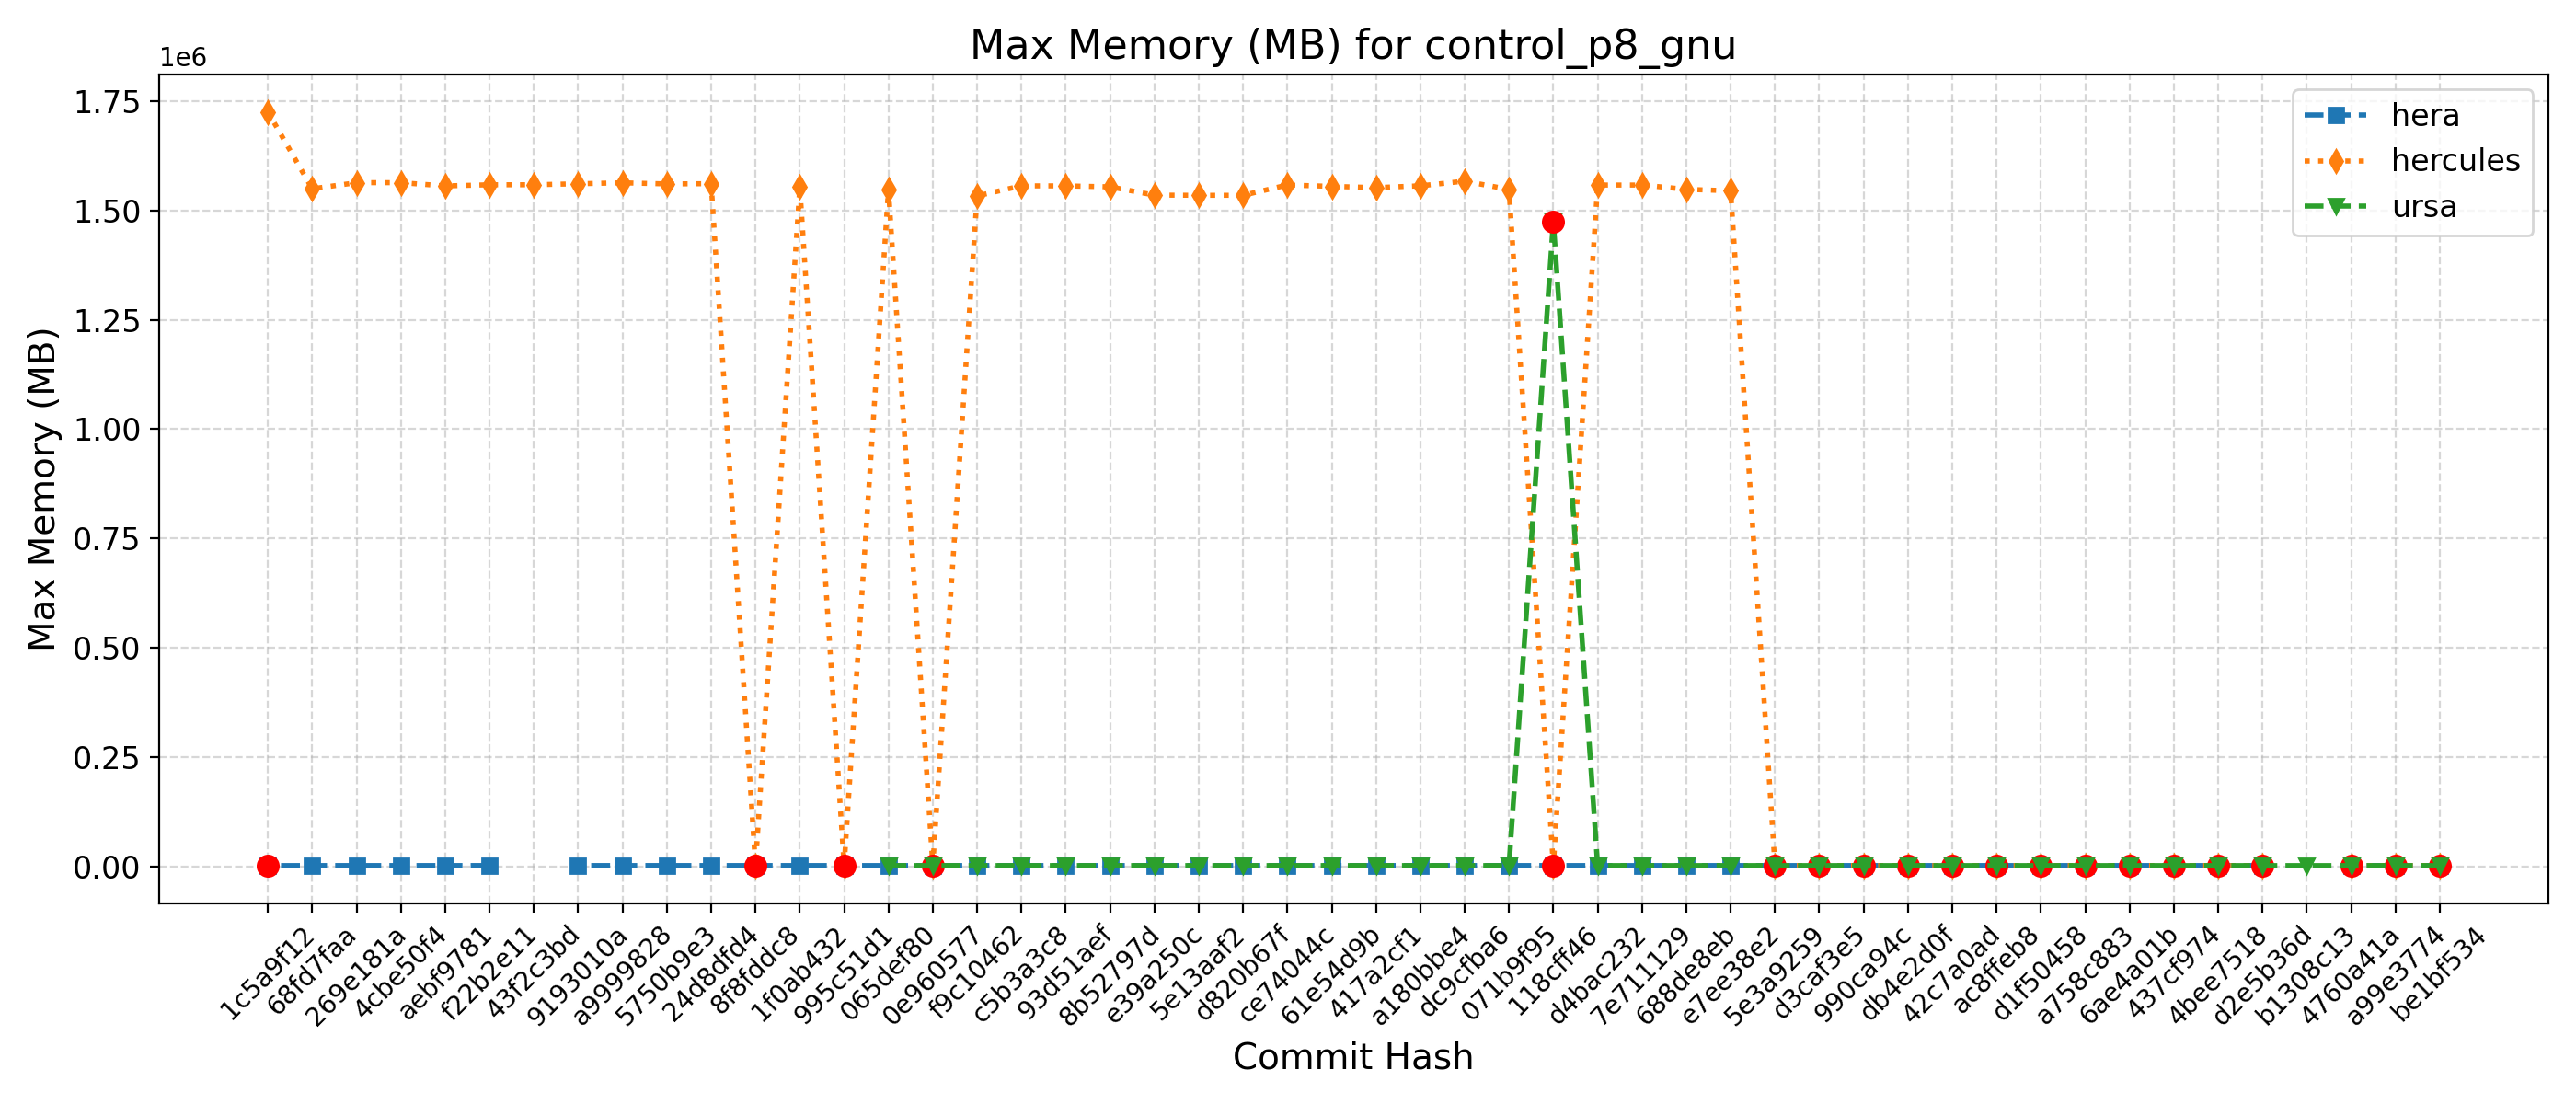 Max Memory (MB) for control_p8_gnu
1e6
1.75
1.50
1.25
1.00
0.75
0.50
0.25
0.00
Max Memory (MB)
hera
hercules
ursa
1c5a9f12
68fd7faa
269e181a
4cbe50f4
aebf9781
f22b2e11
43f2c3bd
9193010a
a9999828
5750b9e3
24d8dfd4
8f8fddc8
1f0ab432
995c51d1
065def80
0e960577
f9c10462
c5b3a3c8
93d51aef
8b52797d
e39a250c
5e13aaf2
d820b67f
ce74044c
61e54d9b
417a2cf1
a180bbe4
dc9cfba6
071b9f95
118cff46
d4bac232
7e711129
688de8eb
e7ee38e2
5e3a9259
d3caf3e5
990ca94c
db4e2d0f
42c7a0ad
ac8ffeb8
d1f50458
a758c883
6ae4a01b
437cf974
4bee7518
d2e5b36d
b1308c13
4760a41a
a99e3774
be1bf534
Commit Hash